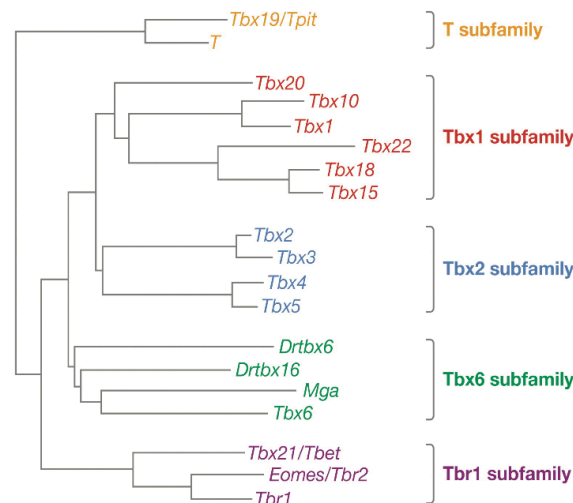 Tbx19/Tpit
T
T subfamily
Tbx20
Tbx10
Tbx1
Tbx22
Tbx18
Tbx15
Tbx1 subfamily
Tbx2
Tbx3
Tbx4
Tbx5
Tbx2 subfamily
Drtbx6
Drtbx16
Mga
Tbx6
Tbx6 subfamily
Tbx21/Tbet
Eomes/Tbr2
Tbr1
Tbr1 subfamily